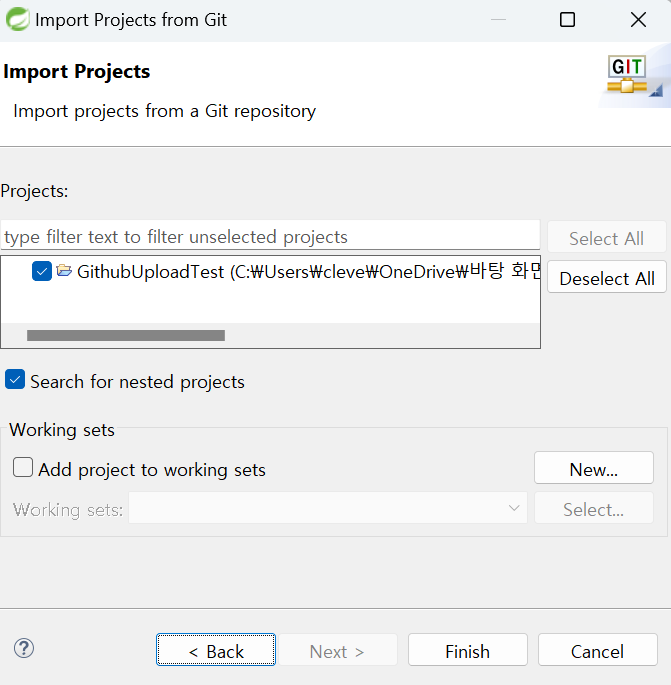 Import Projects from Git
Import Projects
GIT
Import projects from a Git repository
Projects:
type filter text to filter unselected projects
Select All
GithubUploadTest (C:₩Users₩cleve₩OneDrive₩바탕 화면
Deselect All
Search for nested projects
Working sets
Add project to working sets
New...
Working sets:
Select...
?
< Back
Next >
Finish
Cancel